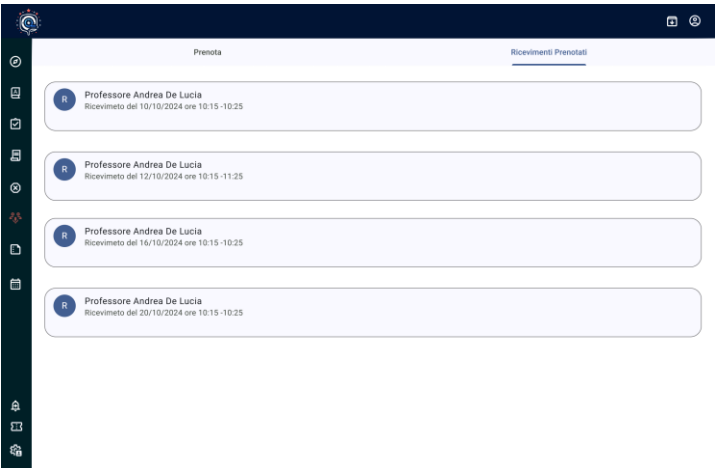 Prenota
Ricevimenti Prenotati
R
Professore Andrea De Lucia
Ricevimeto del 10/10/2024 ore 10:15 -10:25
R
Professore Andrea De Lucia
Ricevimeto del 12/10/2024 ore 10:15 -11:25
R
Professore Andrea De Lucia
Ricevimeto del 16/10/2024 ore 10:15 -10:25
R
Professore Andrea De Lucia
Ricevimeto del 20/10/2024 ore 10:15 -10:25